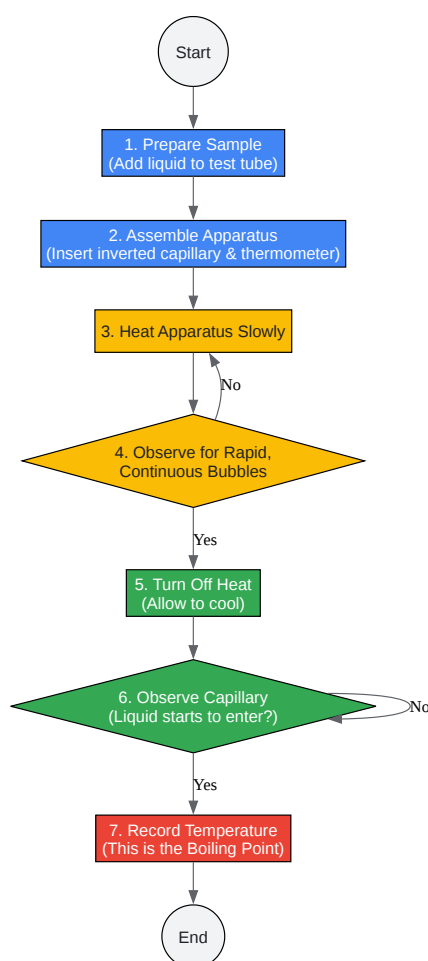 Start
1. Prepare Sample
(Add liquid to test tube)
2. Assemble Apparatus
(Insert inverted capillary & thermometer)
3. Heat Apparatus Slowly
No
4. Observe for Rapid,
Continuous Bubbles
Yes
5. Turn Off Heat
(Allow to cool)
6. Observe Capillary
(Liquid starts to enter?)
No
Yes
7. Record Temperature
(This is the Boiling Point)
End